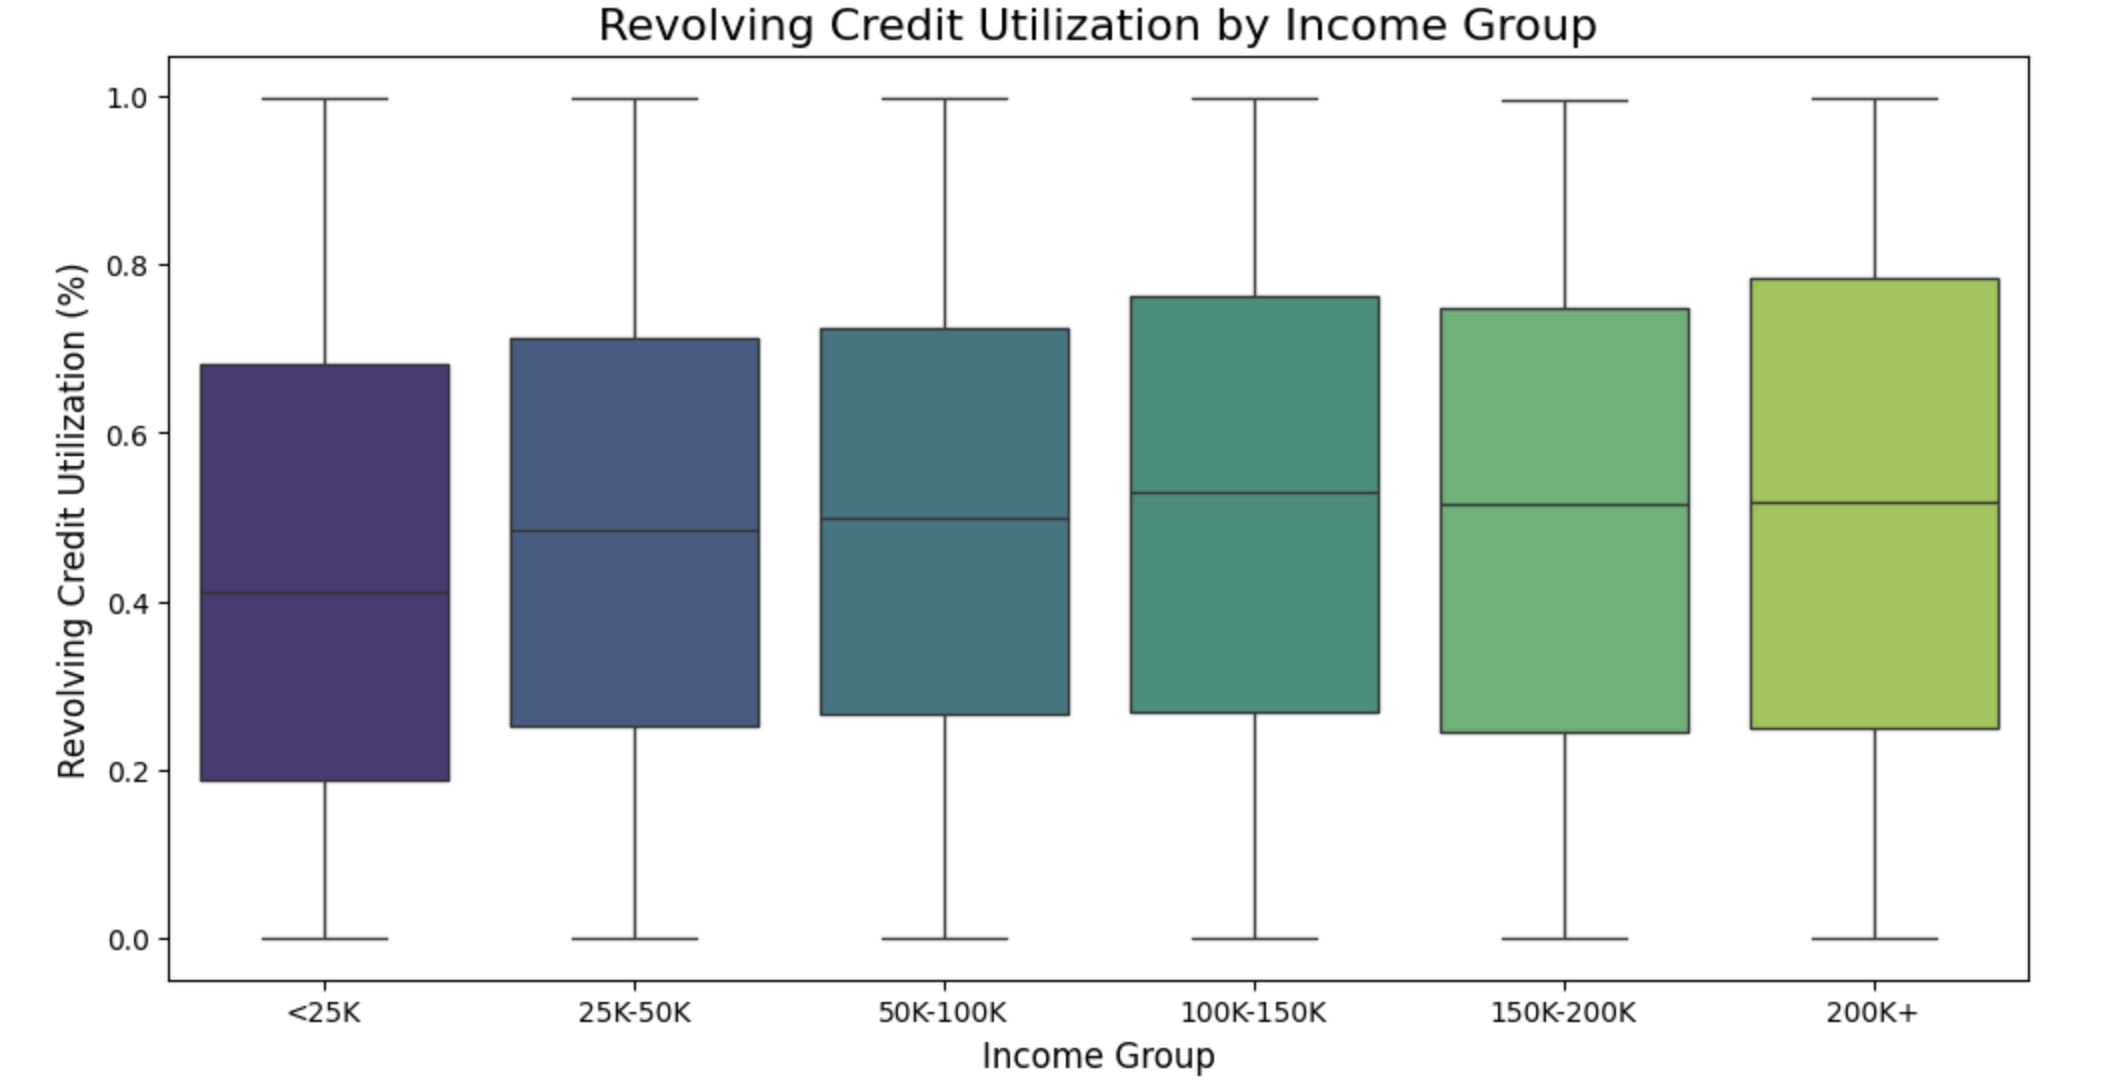 Revolving Credit Utilization by Income Group
Revolving Credit Utilization (%)
1.0
0.8
0.6
0.4
0.2
0.0
<25K 25K-50K 50K-100K 100K-150K 150K-200K 200K+
Income Group